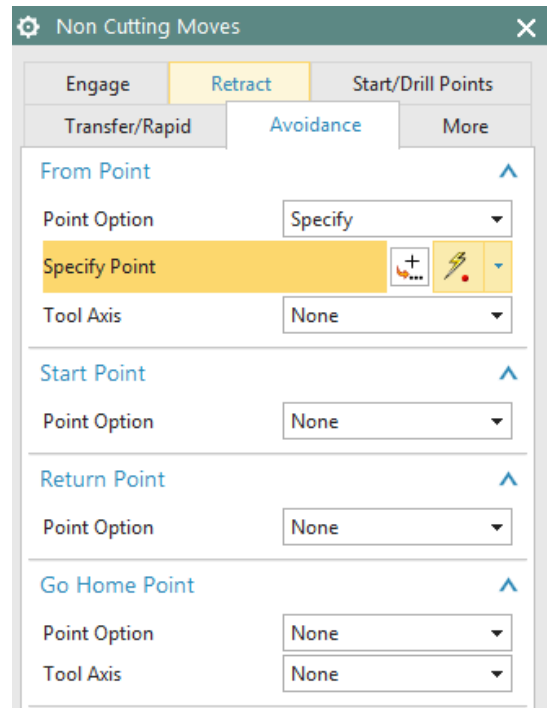 Non Cutting Moves
Engage Retract Start/Drill Points
Transfer/Rapid Avoidance More
From Point
Point Option Specify
Specify Point
Tool Axis None
Start Point
Point Option None
Return Point
Point Option None
Go Home Point
Point Option None
Tool Axis None